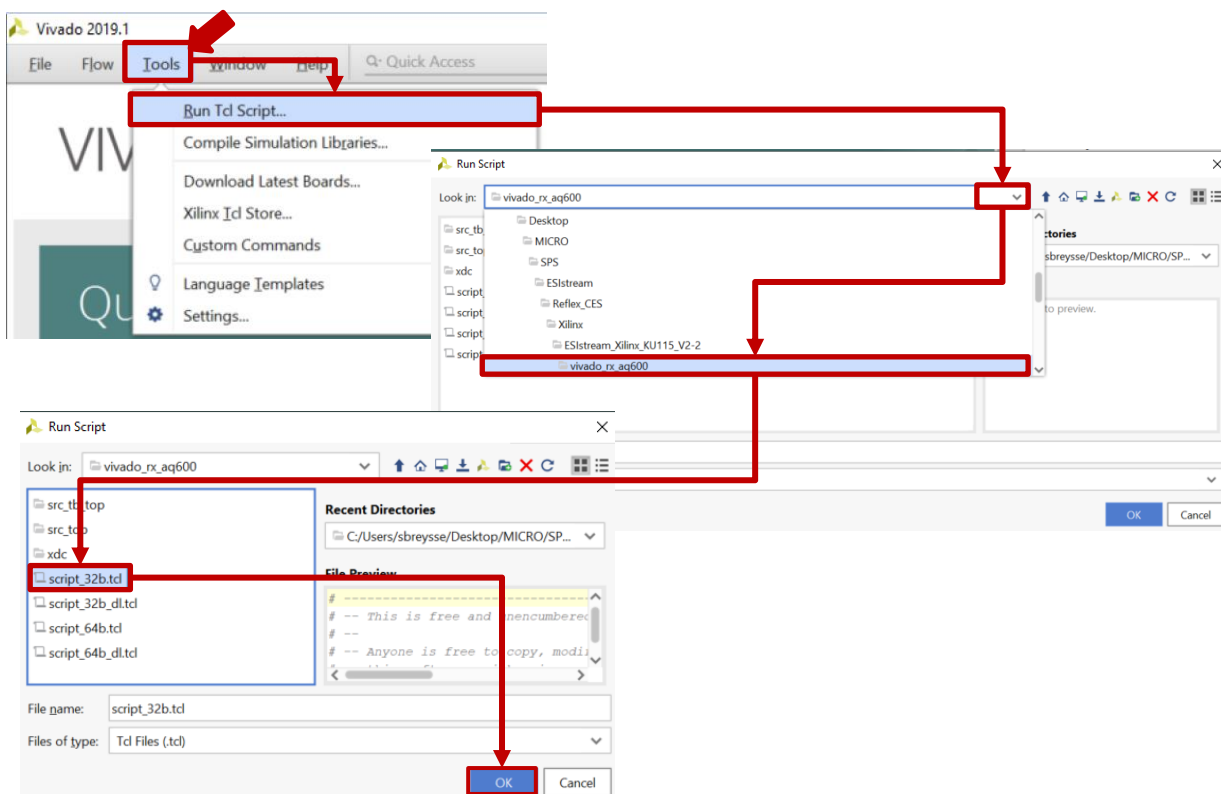 Vivado 2019.1
File Flow Tools Window Help Quick Access
Run Tcl Script...
Compile Simulation Libraries...
Download Latest Boards...
Xilinx Tcl Store...
Custom Commands
Language Templates
Settings...
VIV
Qu
Run Script
Look in: vivado_rx_aq600
Desktop
MICRO
SPS
ESIstream
Reflex_CES
Xilinx
ESIstream_Xilinx_KU115_V2-2
vivado_rx_aq600
src_tb
src_to
xdc
script
script
script
script
ctories
sbreysse/Desktop/MICRO/SP...
to preview.
OK Cancel
Run Script
Look in: vivado_rx_aq600
src_tb_top
src_top
xdc
script_32b.tcl
script_32b_dl.tcl
script_64b.tcl
script_64b_dl.tcl
Recent Directories
C:/Users/sbreysse/Desktop/MICRO/SP...
File Preview
# --------------------------------
# -- This is free and unencumbered
# --
# -- Anyone is free to copy, modi
File name: script_32b.tcl
Files of type: Tcl Files (.tcl)
OK Cancel